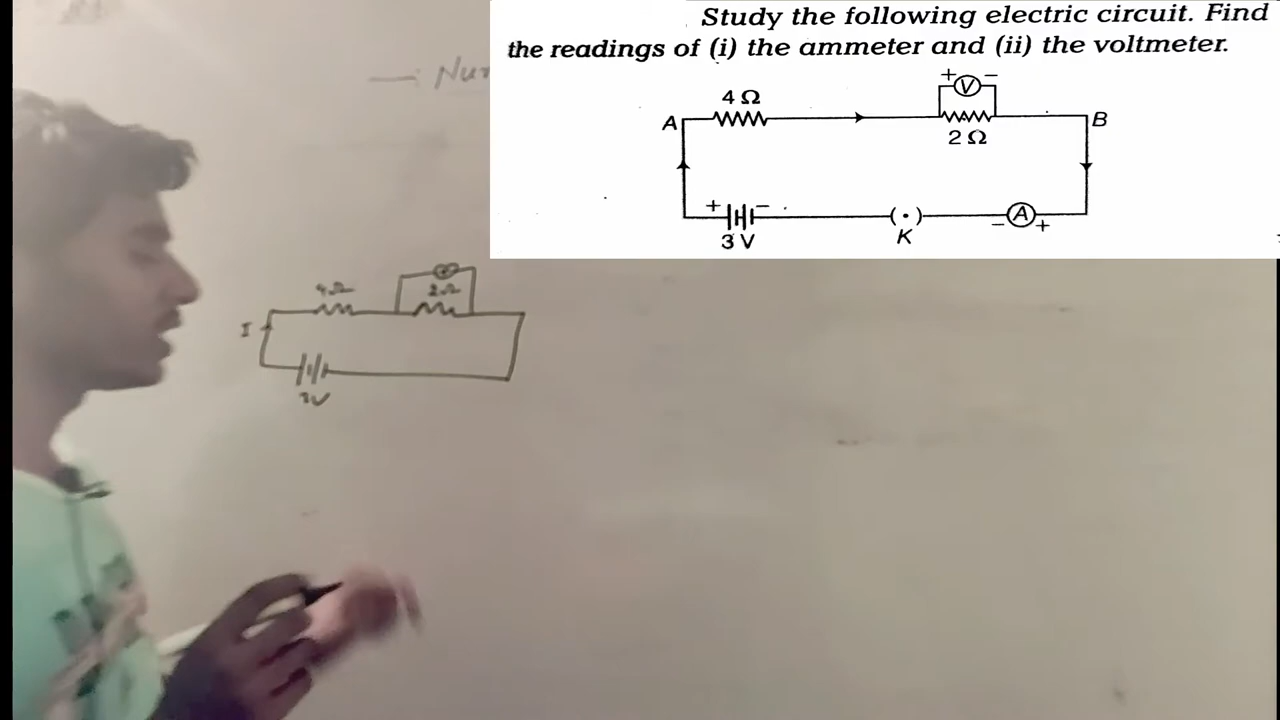 Study the following electric circuit. Find
the readings of (i) the ammeter and (ii) the voltmeter.
+ V −
4 Ω
A
B
2 Ω
+ −
3 V
( · )
K
− A +
4Ω
2Ω
I
3V